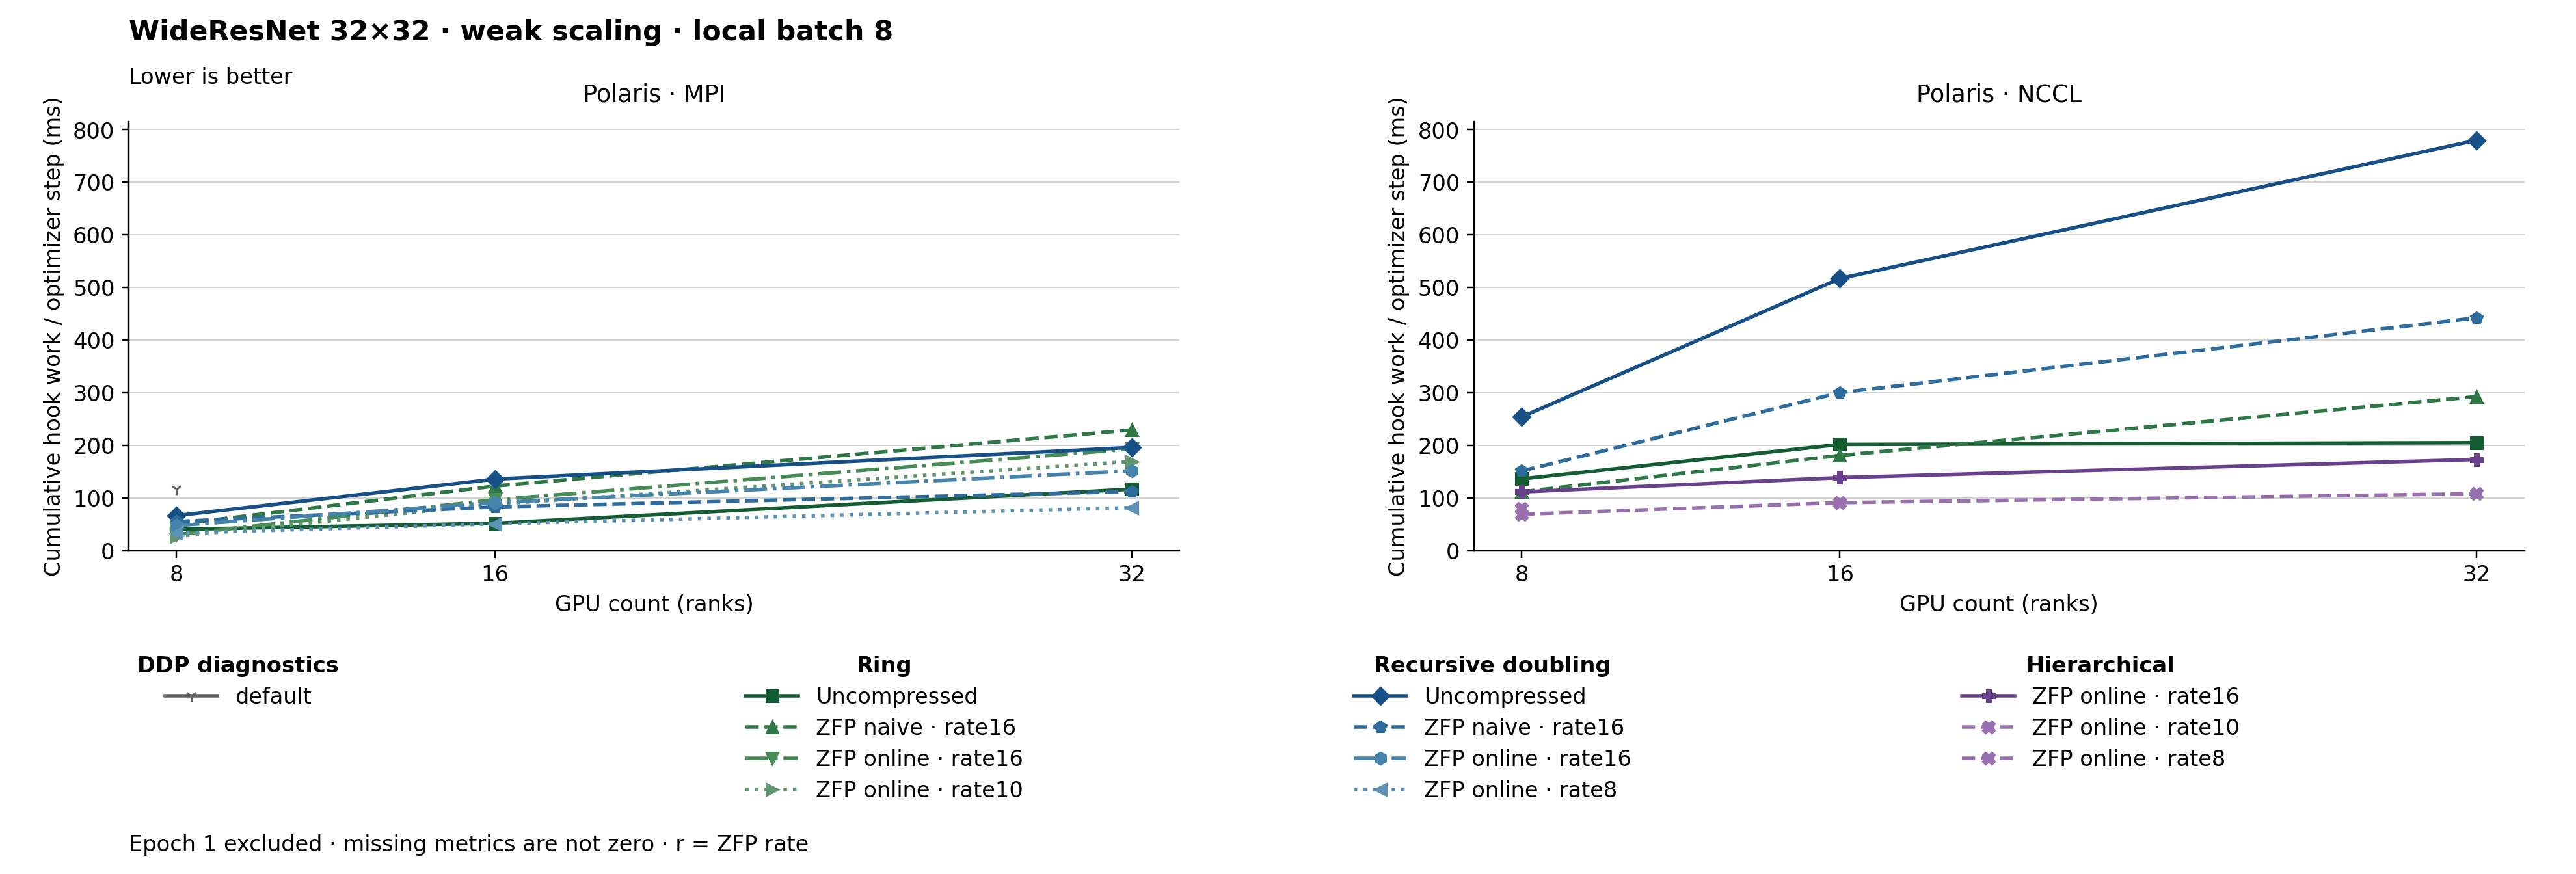 WideResNet 32×32 · weak scaling · local batch 8
Lower is better
Polaris · MPI
Cumulative hook work / optimizer step (ms)
800
700
600
500
400
300
200
100
0
8 16 32
GPU count (ranks)
Polaris · NCCL
Cumulative hook work / optimizer step (ms)
800
700
600
500
400
300
200
100
0
8 16 32
GPU count (ranks)
DDP diagnostics
default
Ring
Uncompressed
ZFP naive · rate16
ZFP online · rate16
ZFP online · rate10
Recursive doubling
Uncompressed
ZFP naive · rate16
ZFP online · rate16
ZFP online · rate8
Hierarchical
ZFP online · rate16
ZFP online · rate10
ZFP online · rate8
Epoch 1 excluded · missing metrics are not zero · r = ZFP rate